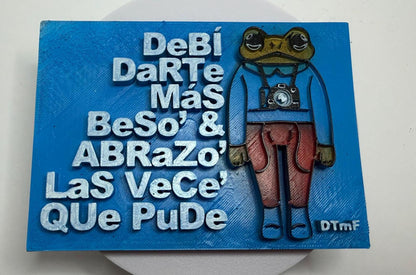 DeBÍ
DaRTe
MáS
BeSo' &
ABRaZo'
LaS VeCe'
QUe PuDe
DTmF